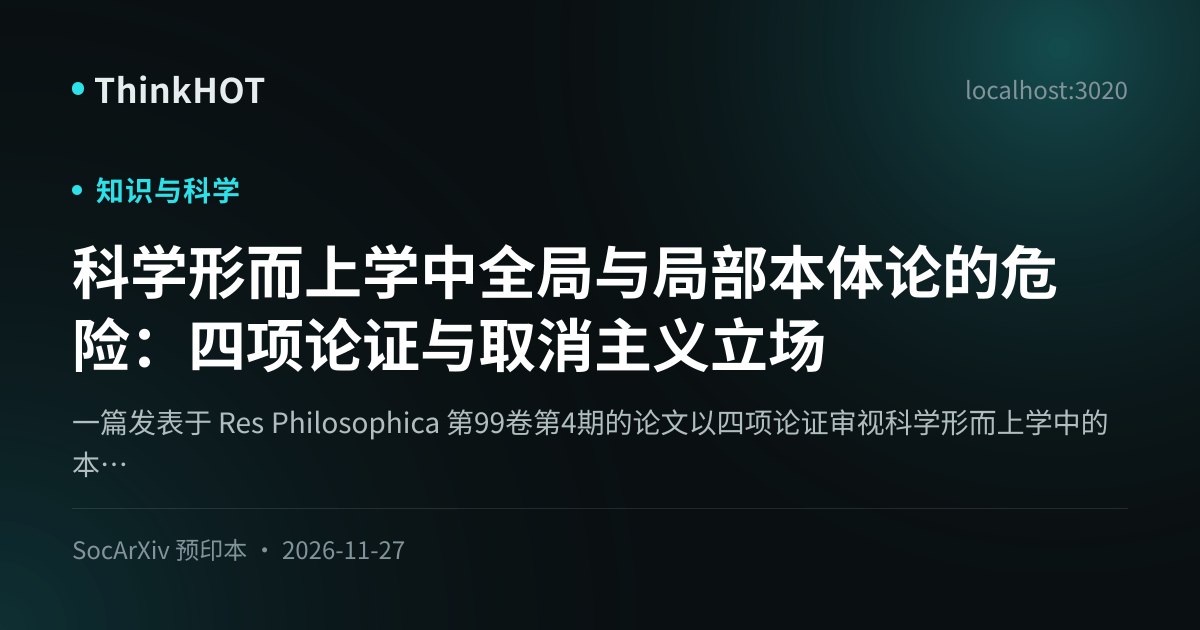 ThinkHOT
localhost:3020
知识与科学
科学形而上学中全局与局部本体论的危
险：四项论证与取消主义立场
一篇发表于 Res Philosophica 第99卷第4期的论文以四项论证审视科学形而上学中的
本…
SocArXiv 预印本 · 2026-11-27